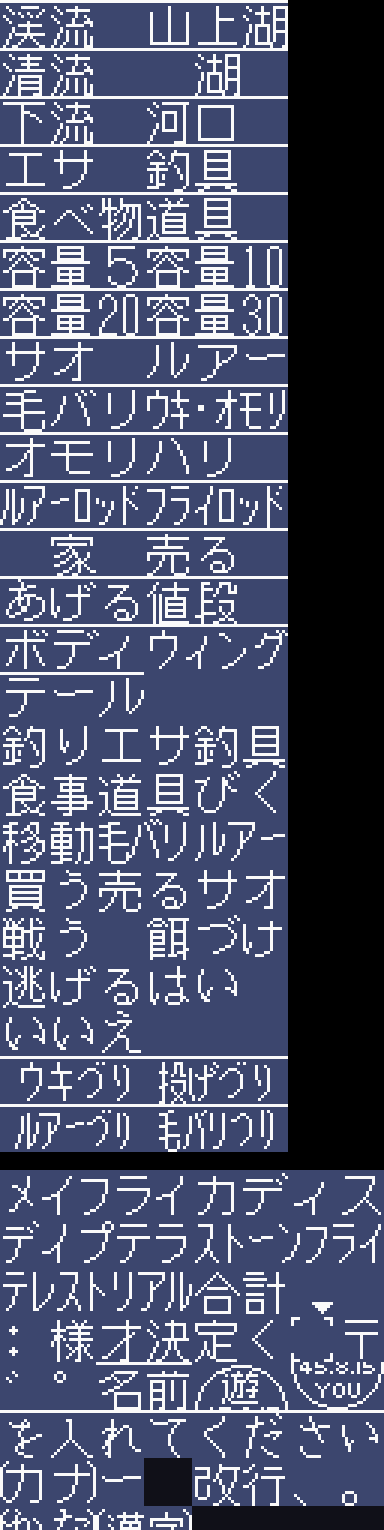 渓流 山上湖
清流 湖
下流 河口
エサ 釣具
食べ物道具
容量 5容量10
容量20容量30
サオ ルアー
毛バリウキ・オモリ
オモリハリ
ルアーロッドフライロッド
家 売る
あげる値段
ボディウィング
テール
釣りエサ釣具
食事道具びく
移動毛バリルアー
買う売るサオ
戦う 餌づけ
逃げるはい
いいえ
ウキづり 投げづり
ルアーづり 毛バリづり
メイフライカディス
ディプテラストーンフライ
テレストリアル合計
：様才決定く テ
゛゜ 名前 遊 '45.8.15 YOU
を入れてください
カナー 改行、。